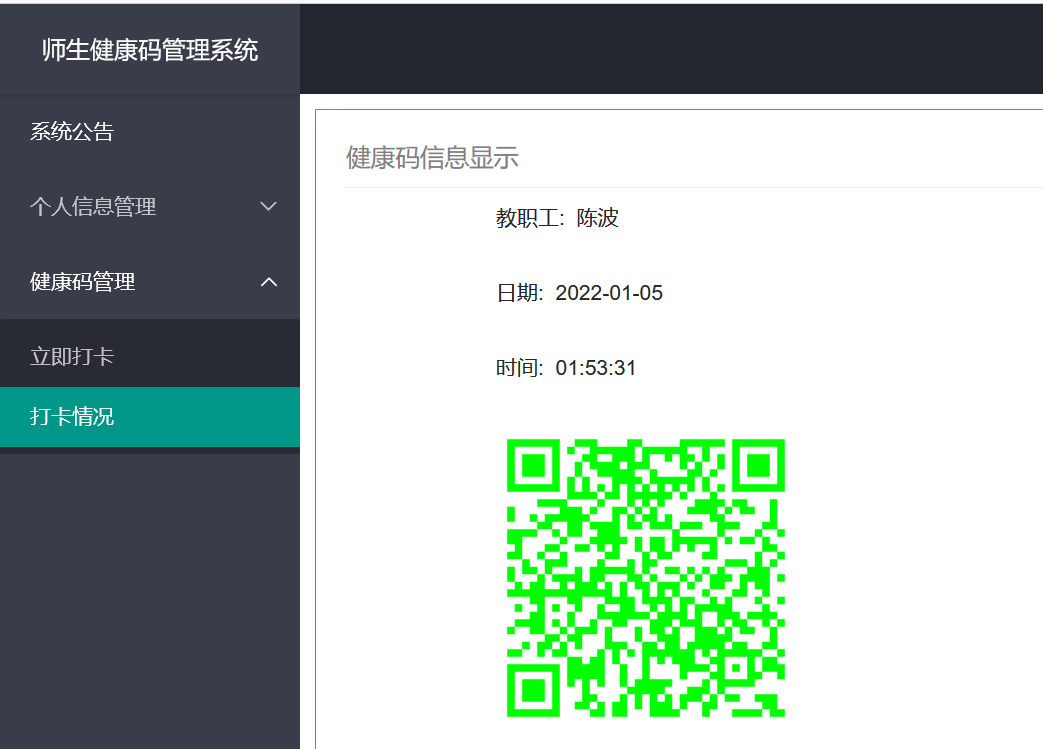 师生健康码管理系统
系统公告
个人信息管理
健康码管理
立即打卡
打卡情况
健康码信息显示
教职工: 陈波
日期: 2022-01-05
时间: 01:53:31